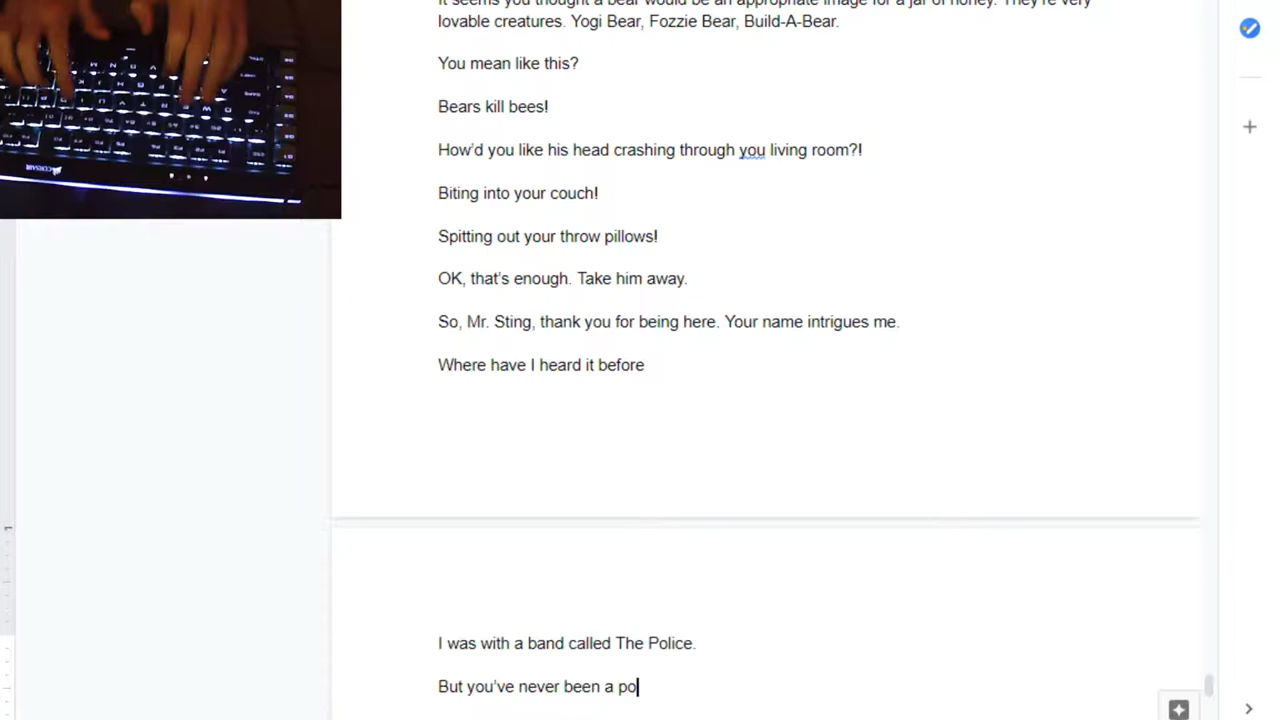 It seems you thought a bear would be an appropriate image for a jar of honey. They're very
lovable creatures. Yogi Bear, Fozzie Bear, Build-A-Bear.
You mean like this?
Bears kill bees!
How'd you like his head crashing through you living room?!
Biting into your couch!
Spitting out your throw pillows!
OK, that's enough. Take him away.
So, Mr. Sting, thank you for being here. Your name intrigues me.
Where have I heard it before
I was with a band called The Police.
But you've never been a po
CORSAIR